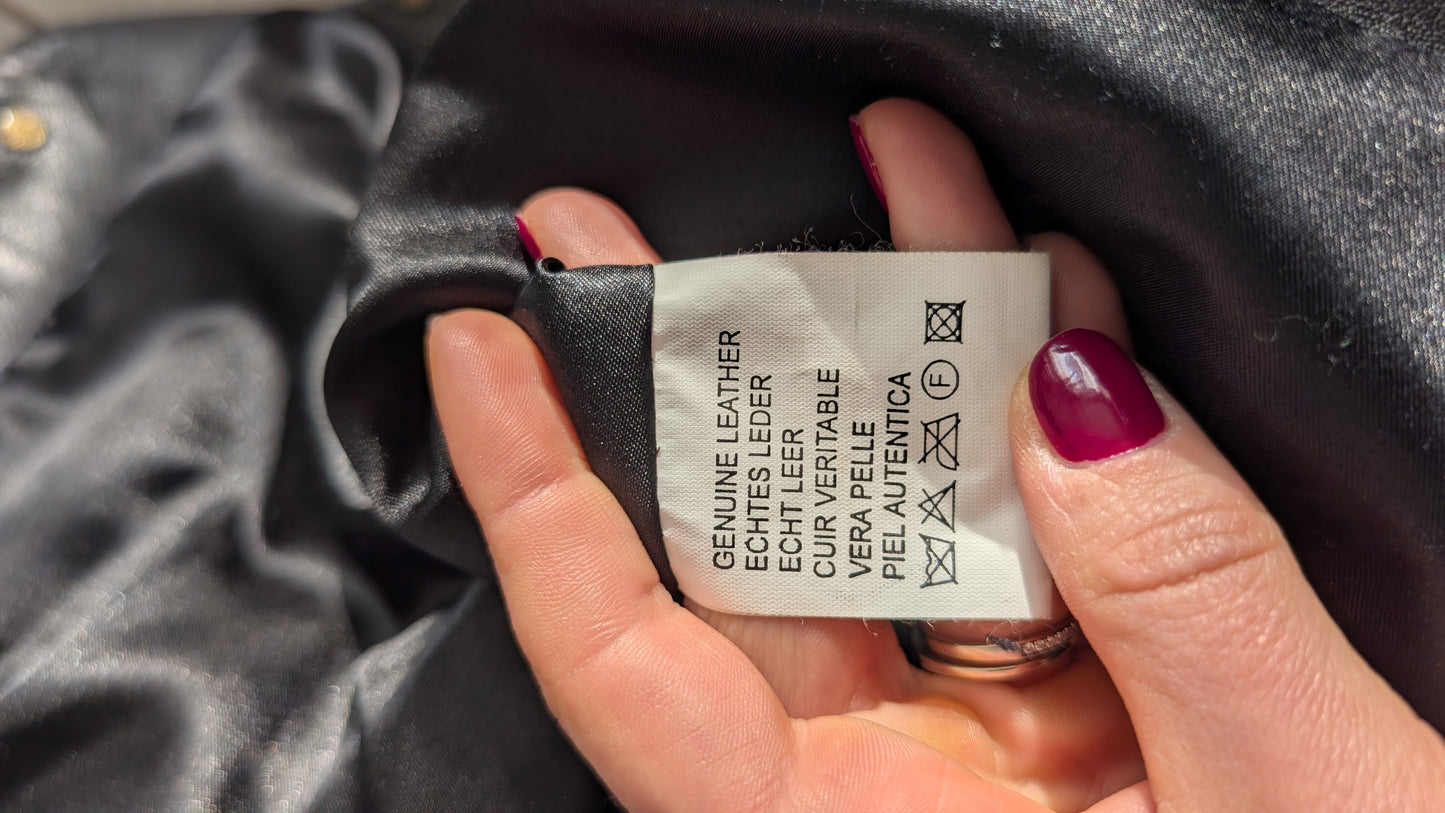 GENUINE LEATHER
ECHTES LEDER
ECHT LEER
CUIR VERITABLE
VERA PELLE
PIEL AUTENTICA
F